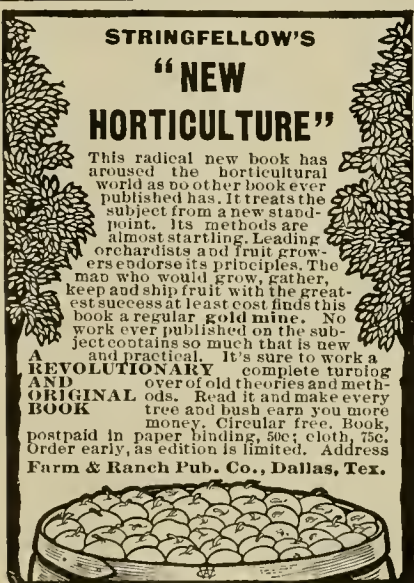 STRINGFELLOW'S
"NEW
HORTICULTURE"
This radical new book has
aroused the horticultural
world as no other book ever
published has. It treats the
subject from a new stand-
point. Its methods are
almost startling. Leading
orchardists and fruit grow-
ers endorse its principles. The
man who would grow, gather,
keep and ship fruit with the great-
est success at least cost finds this
book a regular gold mine. No
work ever published on the sub-
ject contains so much that is new
A and practical. It's sure to work a
REVOLUTIONARY complete turning
AND over of old theories and meth-
ORIGINAL ods. Read it and make every
BOOK tree and bush earn you more
money. Circular free. Book,
postpaid in paper binding, 50c; cloth, 75c.
Order early, as edition is limited. Address
Farm & Ranch Pub. Co., Dallas, Tex.